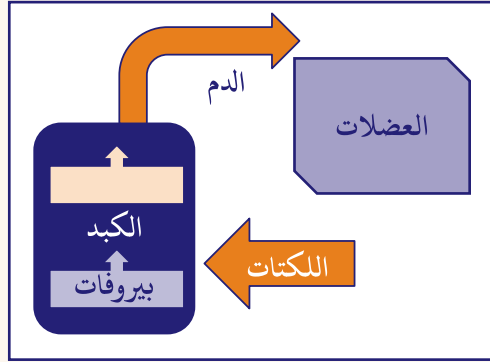 الدم
العضلات
الكبد
اللكتات
بيروفات